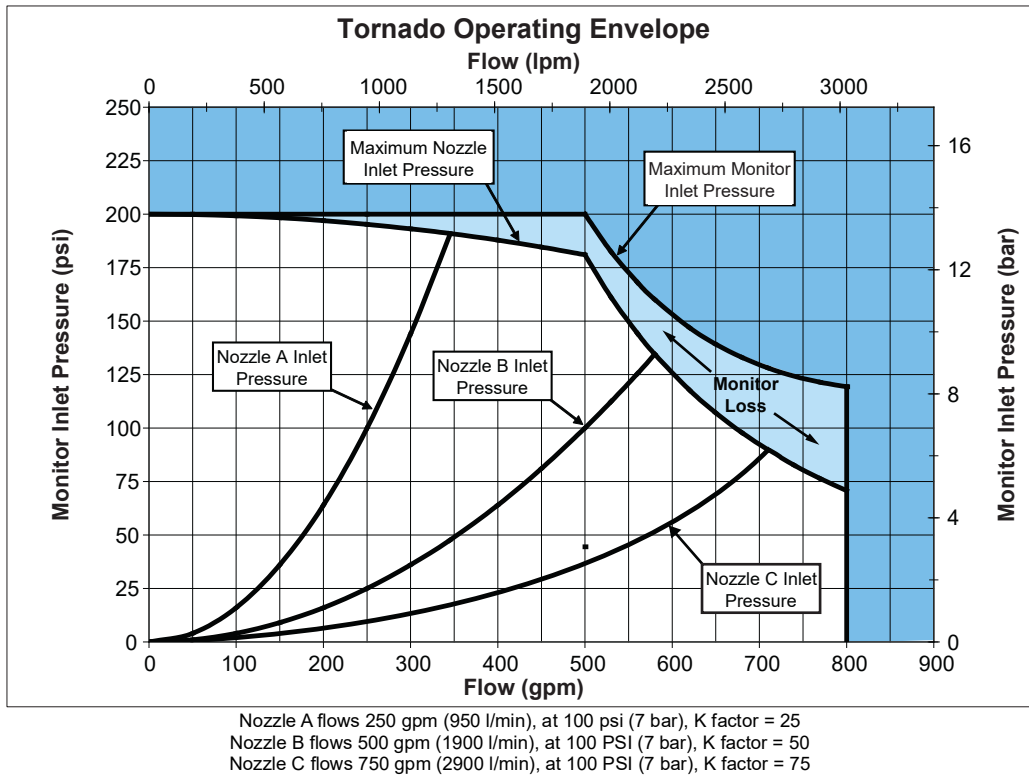 Tornado Operating Envelope
Flow (lpm)
0 500 1000 1500 2000 2500 3000
250
225
200
175
150
125
100
75
50
25
0
Monitor Inlet Pressure (psi)
Maximum Nozzle
Inlet Pressure
Maximum Monitor
Inlet Pressure
Nozzle A Inlet
Pressure
Nozzle B Inlet
Pressure
Monitor
Loss
Nozzle C Inlet
Pressure
16
12
8
4
0
Monitor Inlet Pressure (bar)
0 100 200 300 400 500 600 700 800 900
Flow (gpm)
Nozzle A flows 250 gpm (950 l/min), at 100 psi (7 bar), K factor = 25
Nozzle B flows 500 gpm (1900 l/min), at 100 PSI (7 bar), K factor = 50
Nozzle C flows 750 gpm (2900 l/min), at 100 PSI (7 bar), K factor = 75